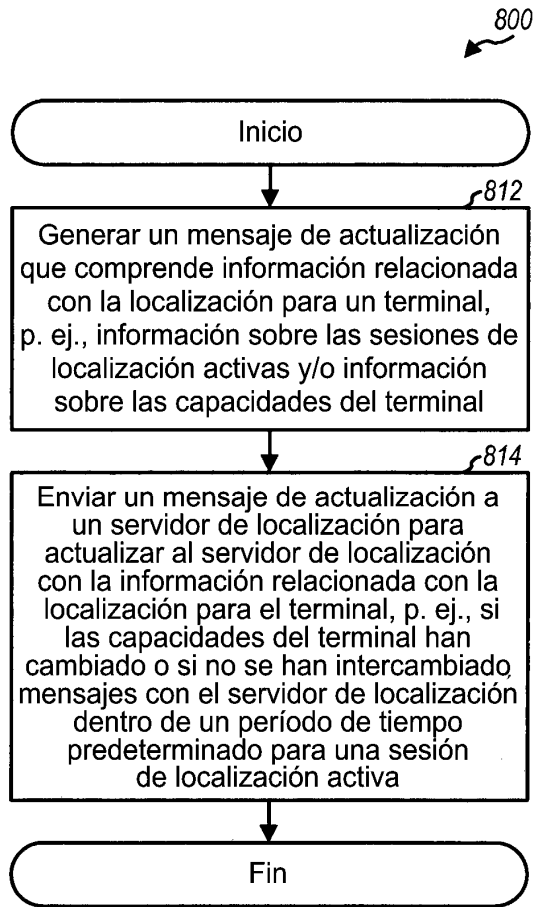 800
Inicio
812
Generar un mensaje de actualización
que comprende información relacionada
con la localización para un terminal,
p. ej., información sobre las sesiones de
localización activas y/o información
sobre las capacidades del terminal
814
Enviar un mensaje de actualización a
un servidor de localización para
actualizar al servidor de localización
con la información relacionada con la
localización para el terminal, p. ej., si
las capacidades del terminal han
cambiado o si no se han intercambiado
mensajes con el servidor de localización
dentro de un período de tiempo
predeterminado para una sesión
de localización activa
Fin